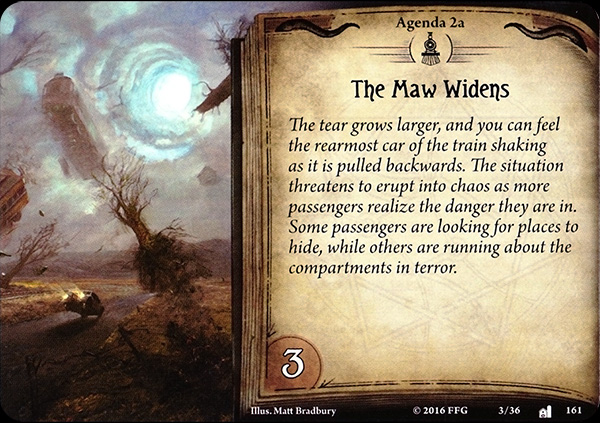 Agenda 2a
The Maw Widens
The tear grows larger, and you can feel
the rearmost car of the train shaking
as it is pulled backwards. The situation
threatens to erupt into chaos as more
passengers realize the danger they are in.
Some passengers are looking for places to
hide, while others are running about the
compartments in terror.
3
Illus. Matt Bradbury © 2016 FFG 3/36 161